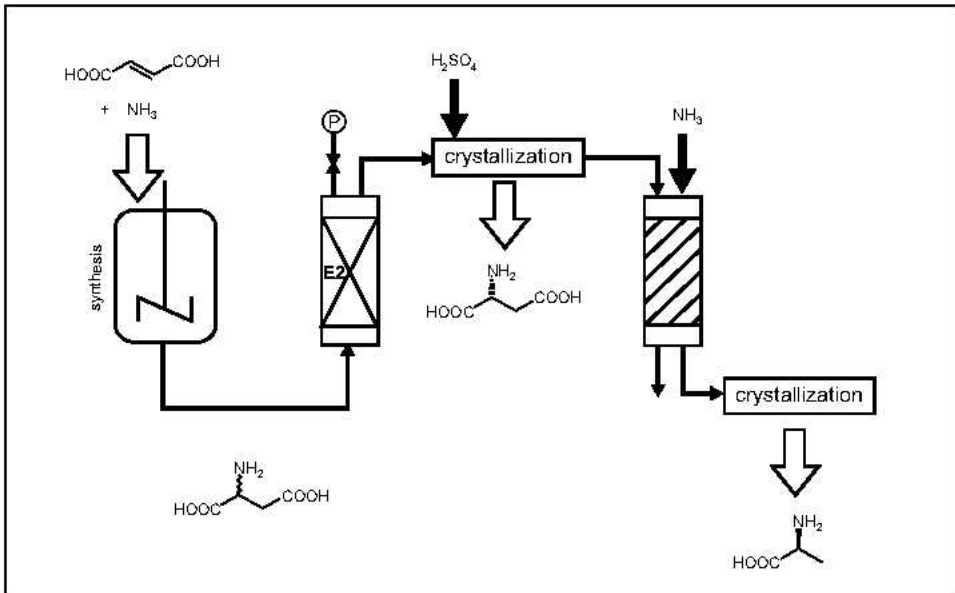 HOOC COOH
+ NH₃
synthesis
P
E2
H₂SO₄
crystallization
NH₃
NH₂
HOOC COOH
crystallization
NH₂
HOOC COOH
NH₂
HOOC